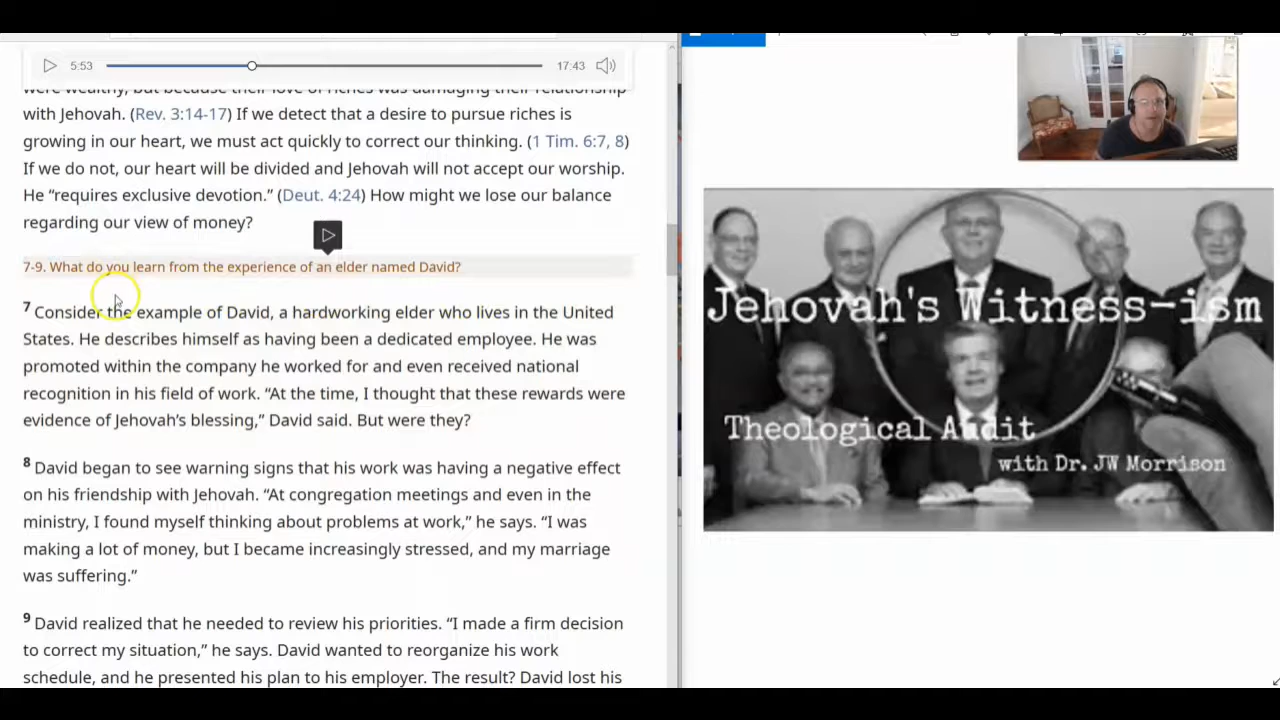 5:53
17:43
were wealthy, but because their love of riches was damaging their relationship
with Jehovah. (Rev. 3:14-17) If we detect that a desire to pursue riches is
growing in our heart, we must act quickly to correct our thinking. (1 Tim. 6:7, 8)
If we do not, our heart will be divided and Jehovah will not accept our worship.
He “requires exclusive devotion.” (Deut. 4:24) How might we lose our balance
regarding our view of money?
7-9. What do you learn from the experience of an elder named David?
7 Consider the example of David, a hardworking elder who lives in the United
States. He describes himself as having been a dedicated employee. He was
promoted within the company he worked for and even received national
recognition in his field of work. “At the time, I thought that these rewards were
evidence of Jehovah’s blessing,” David said. But were they?
8 David began to see warning signs that his work was having a negative effect
on his friendship with Jehovah. “At congregation meetings and even in the
ministry, I found myself thinking about problems at work,” he says. “I was
making a lot of money, but I became increasingly stressed, and my marriage
was suffering.”
9 David realized that he needed to review his priorities. “I made a firm decision
to correct my situation,” he says. David wanted to reorganize his work
schedule, and he presented his plan to his employer. The result? David lost his
Jehovah's Witness-ism
Theological Audit
with Dr. JW Morrison